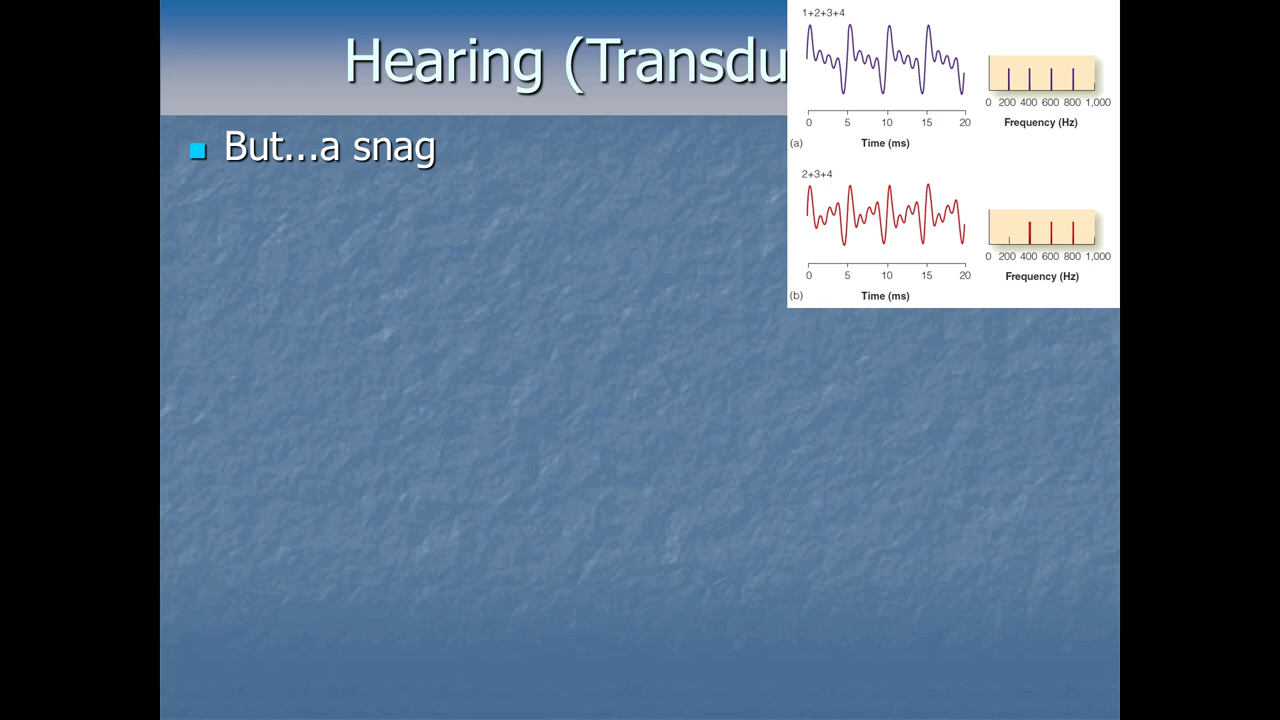 Hearing (Transdu
But...a snag
1+2+3+4
0 5 10 15 20
Time (ms)
(a)
0 200 400 600 800 1,000
Frequency (Hz)
2+3+4
0 5 10 15 20
Time (ms)
(b)
0 200 400 600 800 1,000
Frequency (Hz)